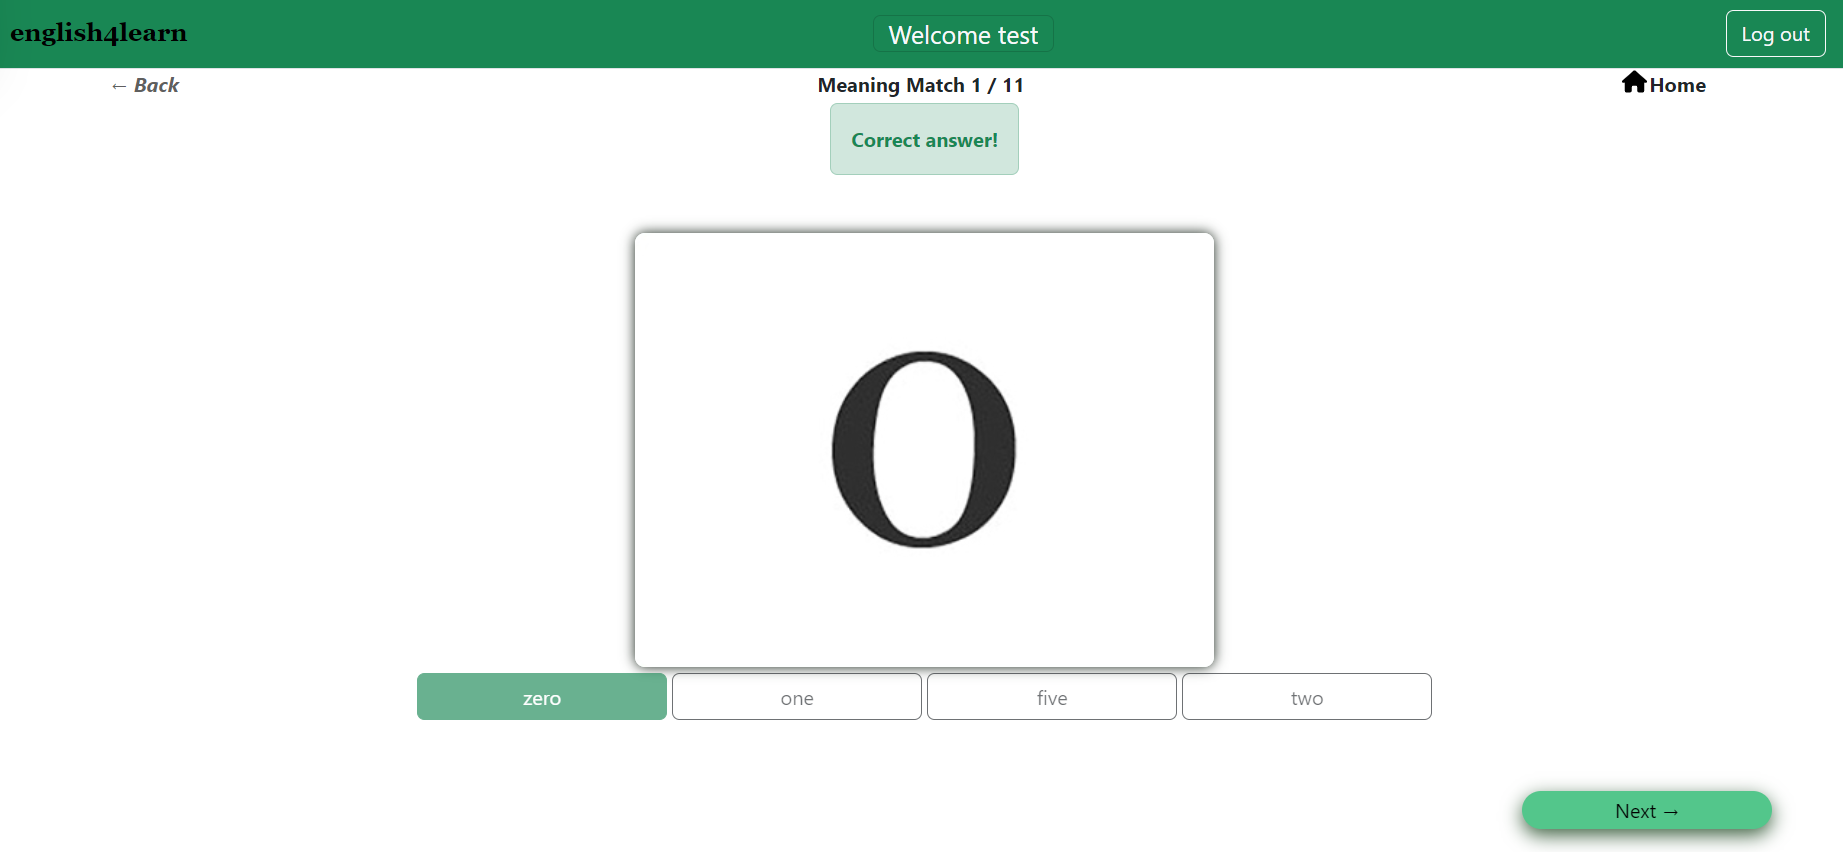 english4learn
Welcome test
Log out
← Back
Meaning Match 1 / 11
Home
Correct answer!
0
zero
one
five
two
Next →